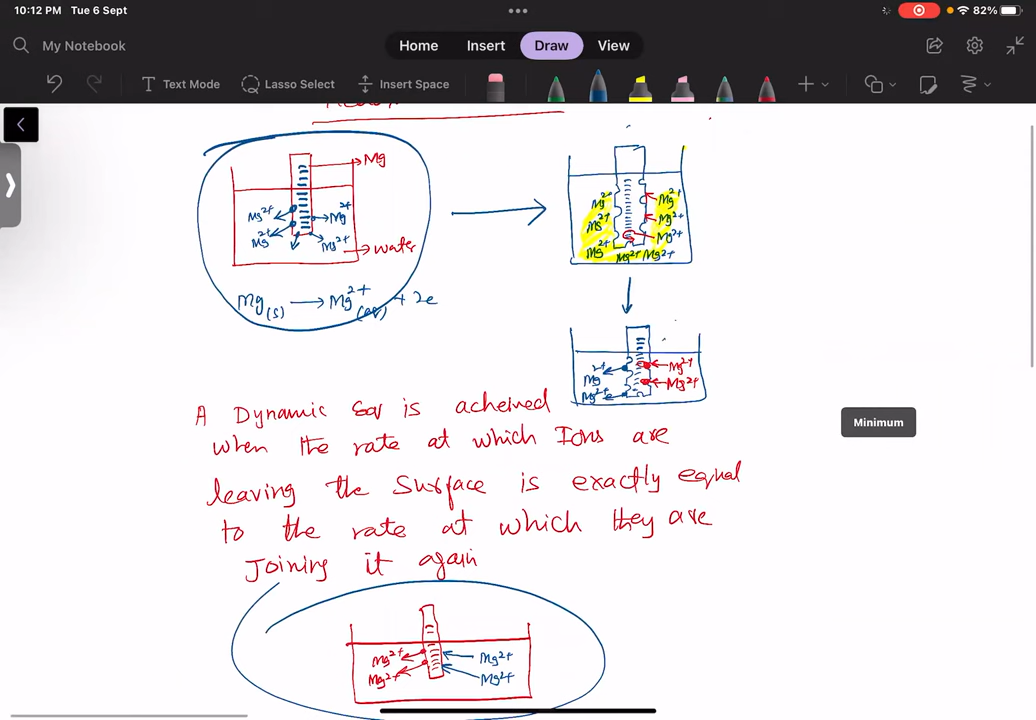 10:12 PM Tue 6 Sept
82%
My Notebook
Home Insert Draw View
Text Mode Lasso Select Insert Space
Mg
Mg2+ Mg2+
Mg2+ Mg2+
water
Mg(s) → Mg2+(aq) + 2e
Mg2+ Mg2+
Mg2+ Mg2+
Mg2+
Mg2+ Mg2+ Mg2+
Mg2+ Mg2+
Mg2+ Mg2+
Minimum
A Dynamic Eqr is acheived
when the rate at which Ions are
leaving the Surface is exactly equal
to the rate at which they are
Joining it again
Mg2+ Mg2+
Mg2+ Mg2+